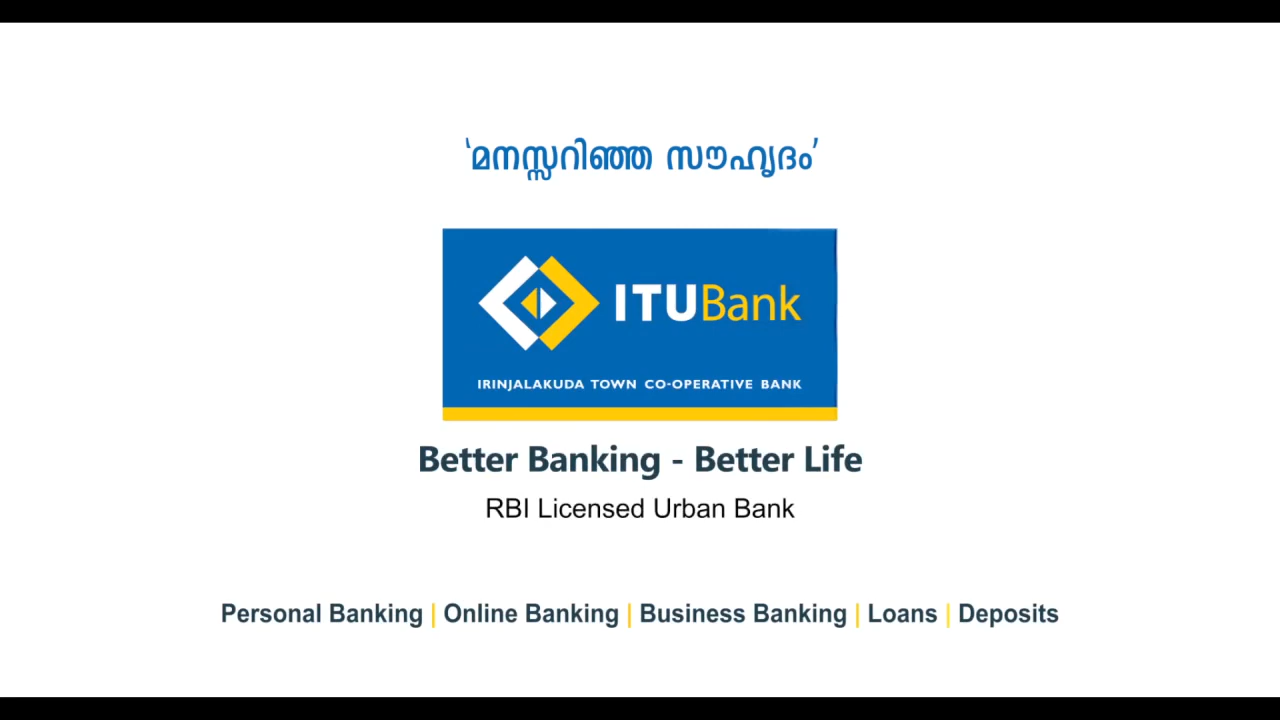 ‘മനസ്സറിഞ്ഞ സൗഹൃദം’
ITUBank
IRINJALAKUDA TOWN CO-OPERATIVE BANK
Better Banking - Better Life
RBI Licensed Urban Bank
Personal Banking | Online Banking | Business Banking | Loans | Deposits